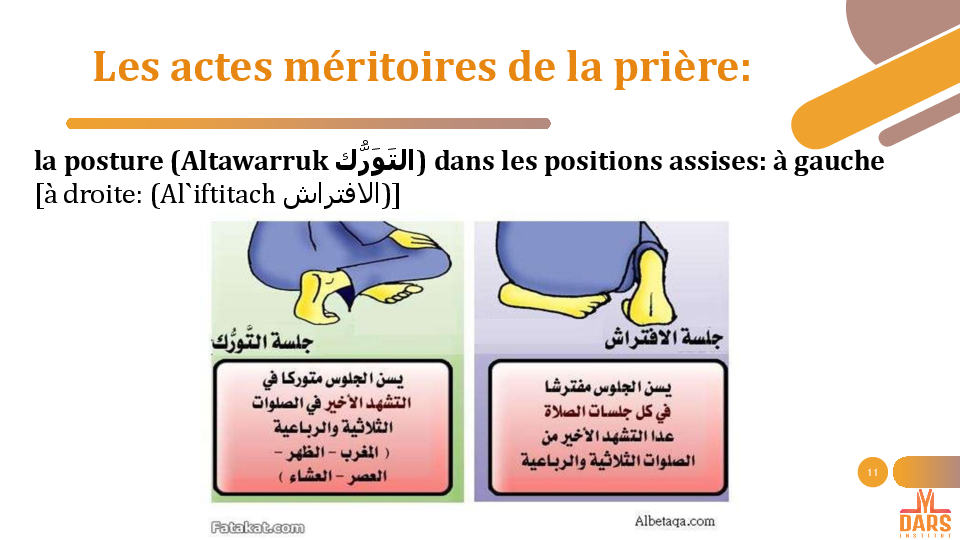 Les actes méritoires de la prière:
la posture (Altawarruk التَوَرُّك) dans les positions assises: à gauche
[à droite: (Al`iftitach الافتراش)]
جلسة التَّورُّك
يسن الجلوس متوركا في
التشهد الأخير في الصلوات
الثلاثية والرباعية
( المغرب - الظهر -
العصر - العشاء )
جلسة الافتراش
يسن الجلوس مفترشا
في كل جلسات الصلاة
عدا التشهد الأخير من
الصلوات الثلاثية والرباعية
Fatakat.com
Albetaqa.com
11
DARS
INSTITUT